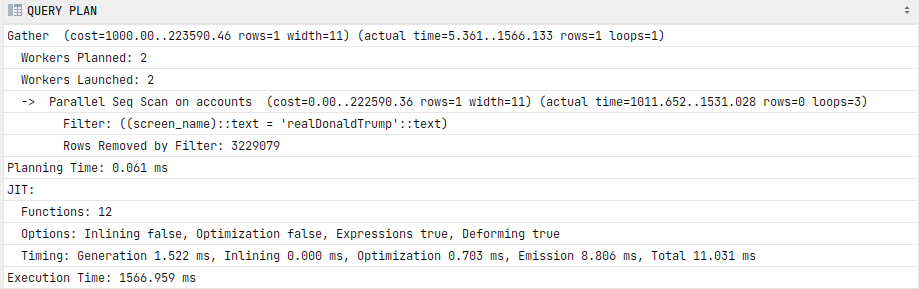 QUERY PLAN
Gather  (cost=1000.00..223590.46 rows=1 width=11) (actual time=5.361..1566.133 rows=1 loops=1)
  Workers Planned: 2
  Workers Launched: 2
  ->  Parallel Seq Scan on accounts  (cost=0.00..222590.36 rows=1 width=11) (actual time=1011.652..1531.028 rows=0 loops=3)
        Filter: ((screen_name)::text = 'realDonaldTrump'::text)
        Rows Removed by Filter: 3229079
Planning Time: 0.061 ms
JIT:
  Functions: 12
  Options: Inlining false, Optimization false, Expressions true, Deforming true
  Timing: Generation 1.522 ms, Inlining 0.000 ms, Optimization 0.703 ms, Emission 8.806 ms, Total 11.031 ms
Execution Time: 1566.959 ms